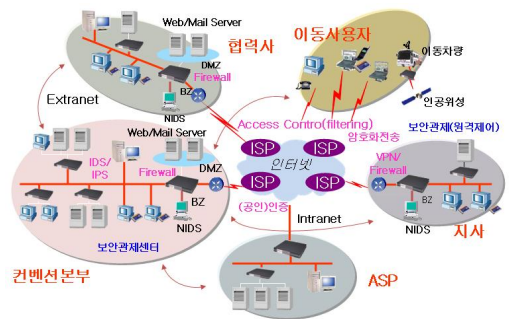 Web/Mail Server
협력사
DMZ
Firewall
BZ
NIDS
Extranet
이동사용자
이동차량
인공위성
Access Contro(filtering)
암호화전송
보안관제(원격제어)
Web/Mail Server
IDS/
IPS
Firewall
DMZ
BZ
NIDS
보안관제센터
컨벤션본부
ISP
ISP
인터넷
ISP
ISP
(공인)인증
Intranet
VPN/
Firewall
BZ
NIDS
지사
ASP